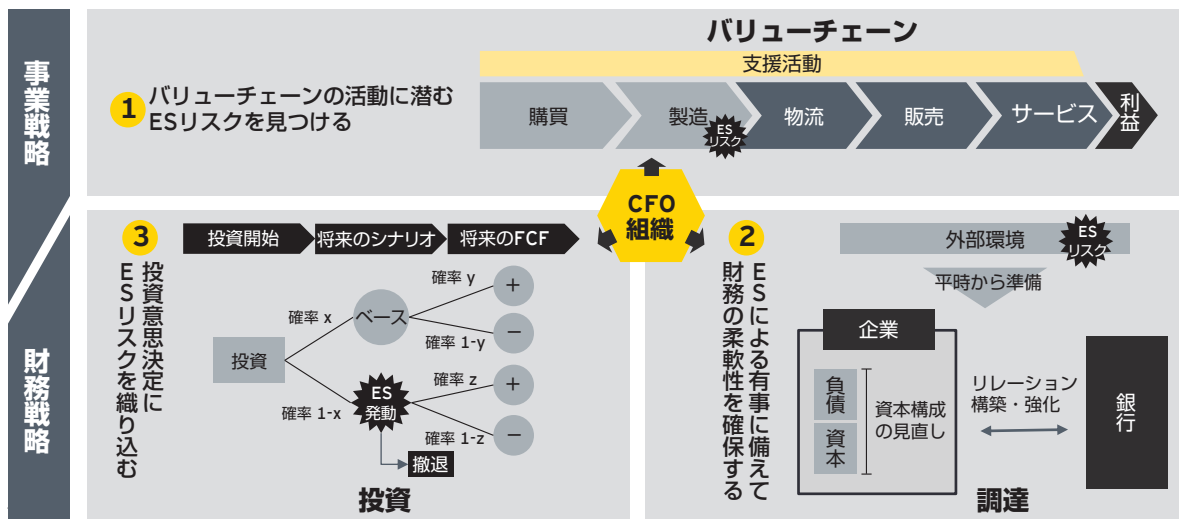 事業戦略
財務戦略
バリューチェーン
支援活動
1
バリューチェーンの活動に潜む
ESリスクを見つける
購買
製造
ES
リスク
物流
販売
サービス
利益
CFO
組織
3
投資意思決定に
ESリスクを織り込む
投資開始
将来のシナリオ
将来のFCF
投資
確率 x
ベース
確率 y
+
確率 1-y
−
確率 1-x
ES
発動
確率 z
+
確率 1-z
−
撤退
投資
2
ESによる有事に備えて
財務の柔軟性を確保する
外部環境
ES
リスク
平時から準備
企業
負債
資本
資本構成
の見直し
リレーション
構築・強化
銀行
調達